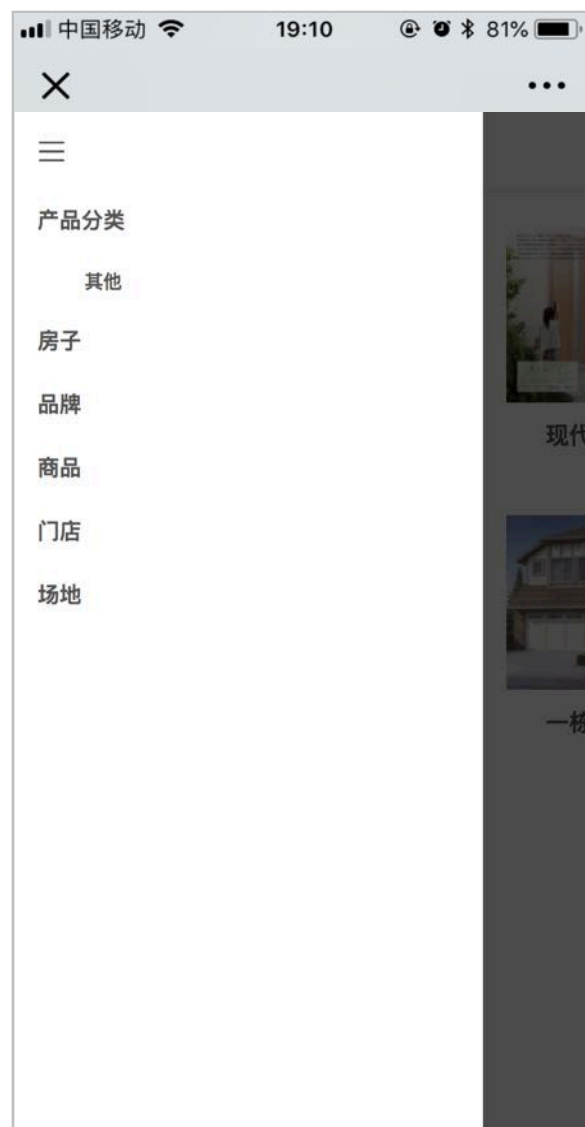 中国移动 19:10 81%
产品分类
其他
房子
品牌
商品
门店
场地
现代
一栋